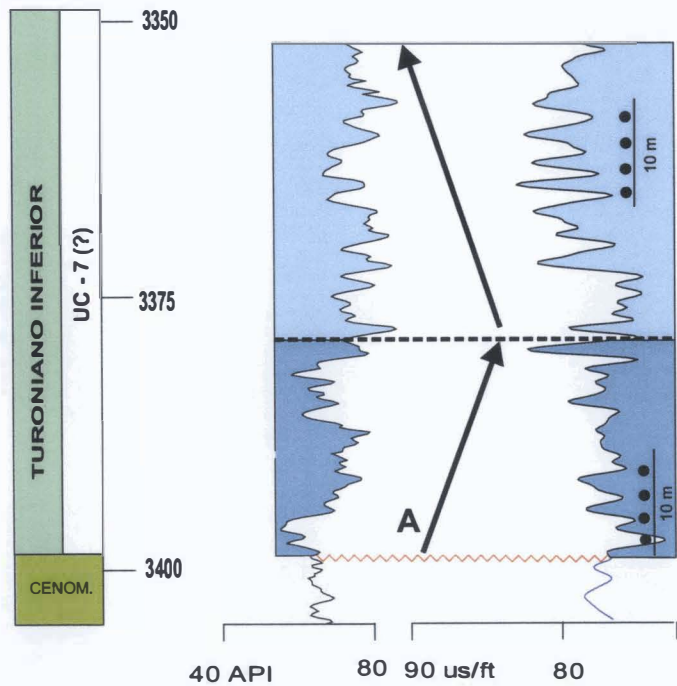 3350
TURONIANO INFERIOR
UC - 7 (?)
3375
10 m
A
10 m
3400
CENOM.
40 API
80
90 us/ft
80